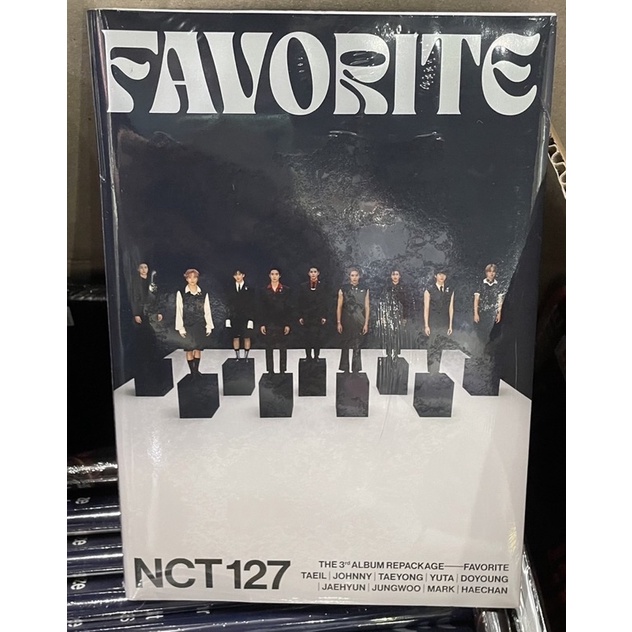 FAVORITE
NCT 127
THE 3rd ALBUM REPACKAGE——FAVORITE
TAEIL | JOHNNY | TAEYONG | YUTA | DOYOUNG
| JAEHYUN | JUNGWOO | MARK | HAECHAN